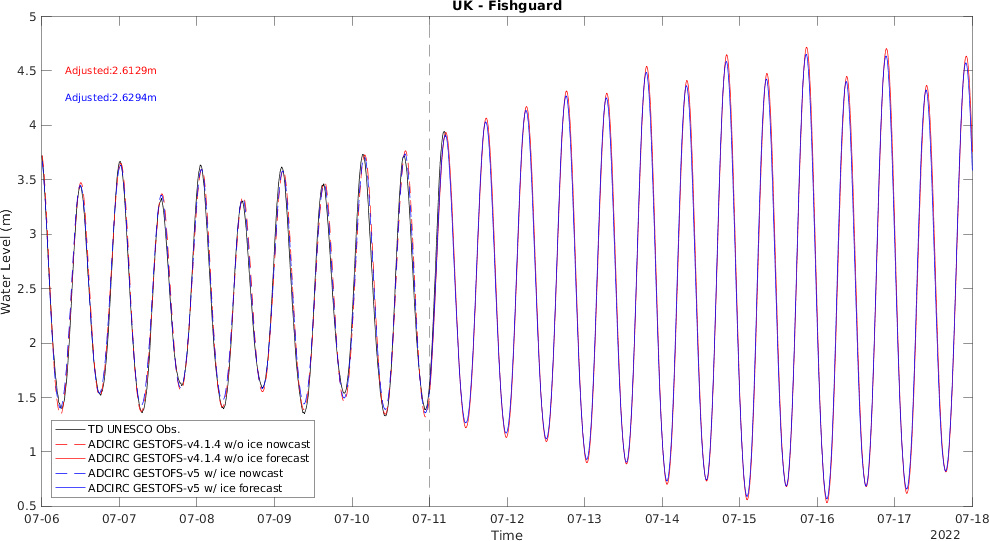 UK - Fishguard
Water Level (m)
5
4.5
4
3.5
3
2.5
2
1.5
1
0.5
Adjusted:2.6129m
Adjusted:2.6294m
TD UNESCO Obs.
ADCIRC GESTOFS-v4.1.4 w/o ice nowcast
ADCIRC GESTOFS-v4.1.4 w/o ice forecast
ADCIRC GESTOFS-v5 w/ ice nowcast
ADCIRC GESTOFS-v5 w/ ice forecast
07-06 07-07 07-08 07-09 07-10 07-11 07-12 07-13 07-14 07-15 07-16 07-17 07-18
Time
2022